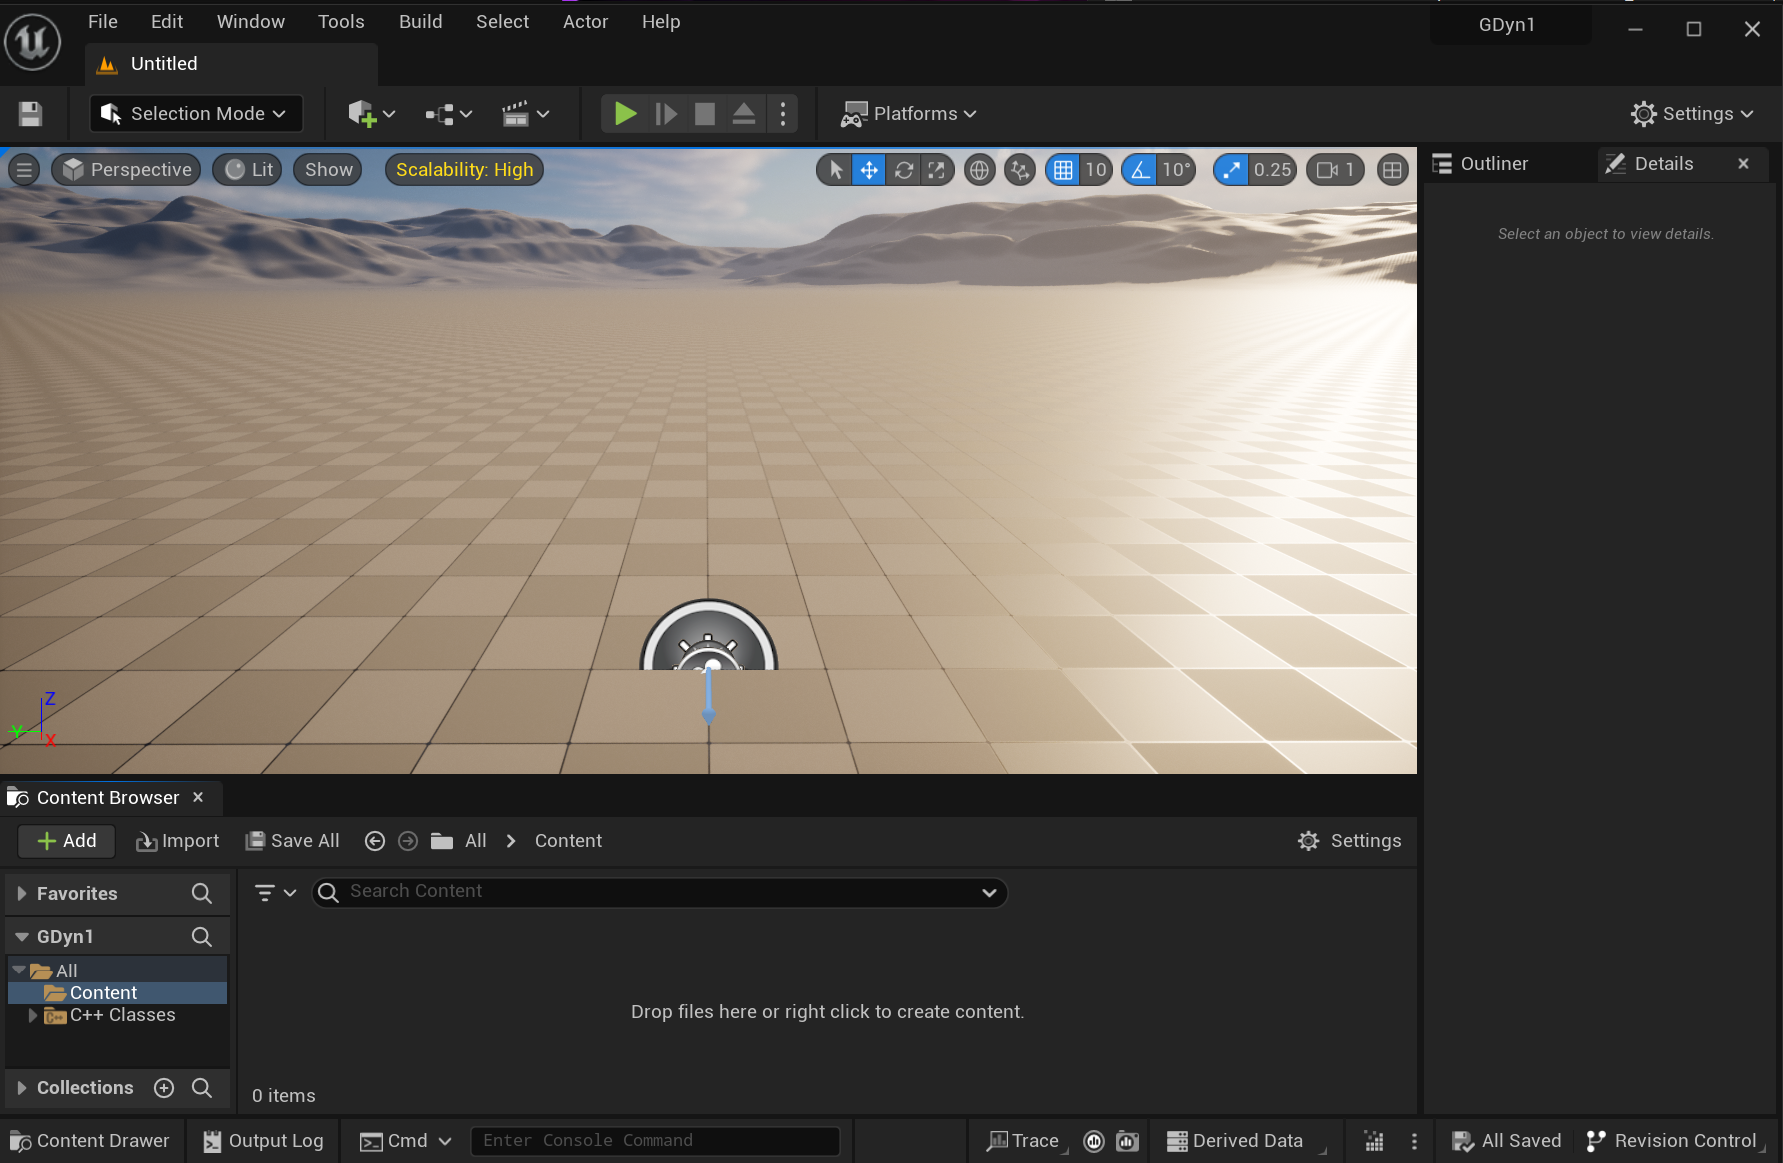 File Edit Window Tools Build Select Actor Help
GDyn1
Untitled
Selection Mode
Platforms
Settings
Perspective Lit Show Scalability: High
10 10° 0.25 1
Outliner Details
Select an object to view details.
Z
Y
X
Content Browser
Add Import Save All All Content Settings
Favorites
Search Content
GDyn1
All
Content
C++ Classes
Drop files here or right click to create content.
Collections
0 items
Content Drawer Output Log Cmd Enter Console Command Trace Derived Data All Saved Revision Control